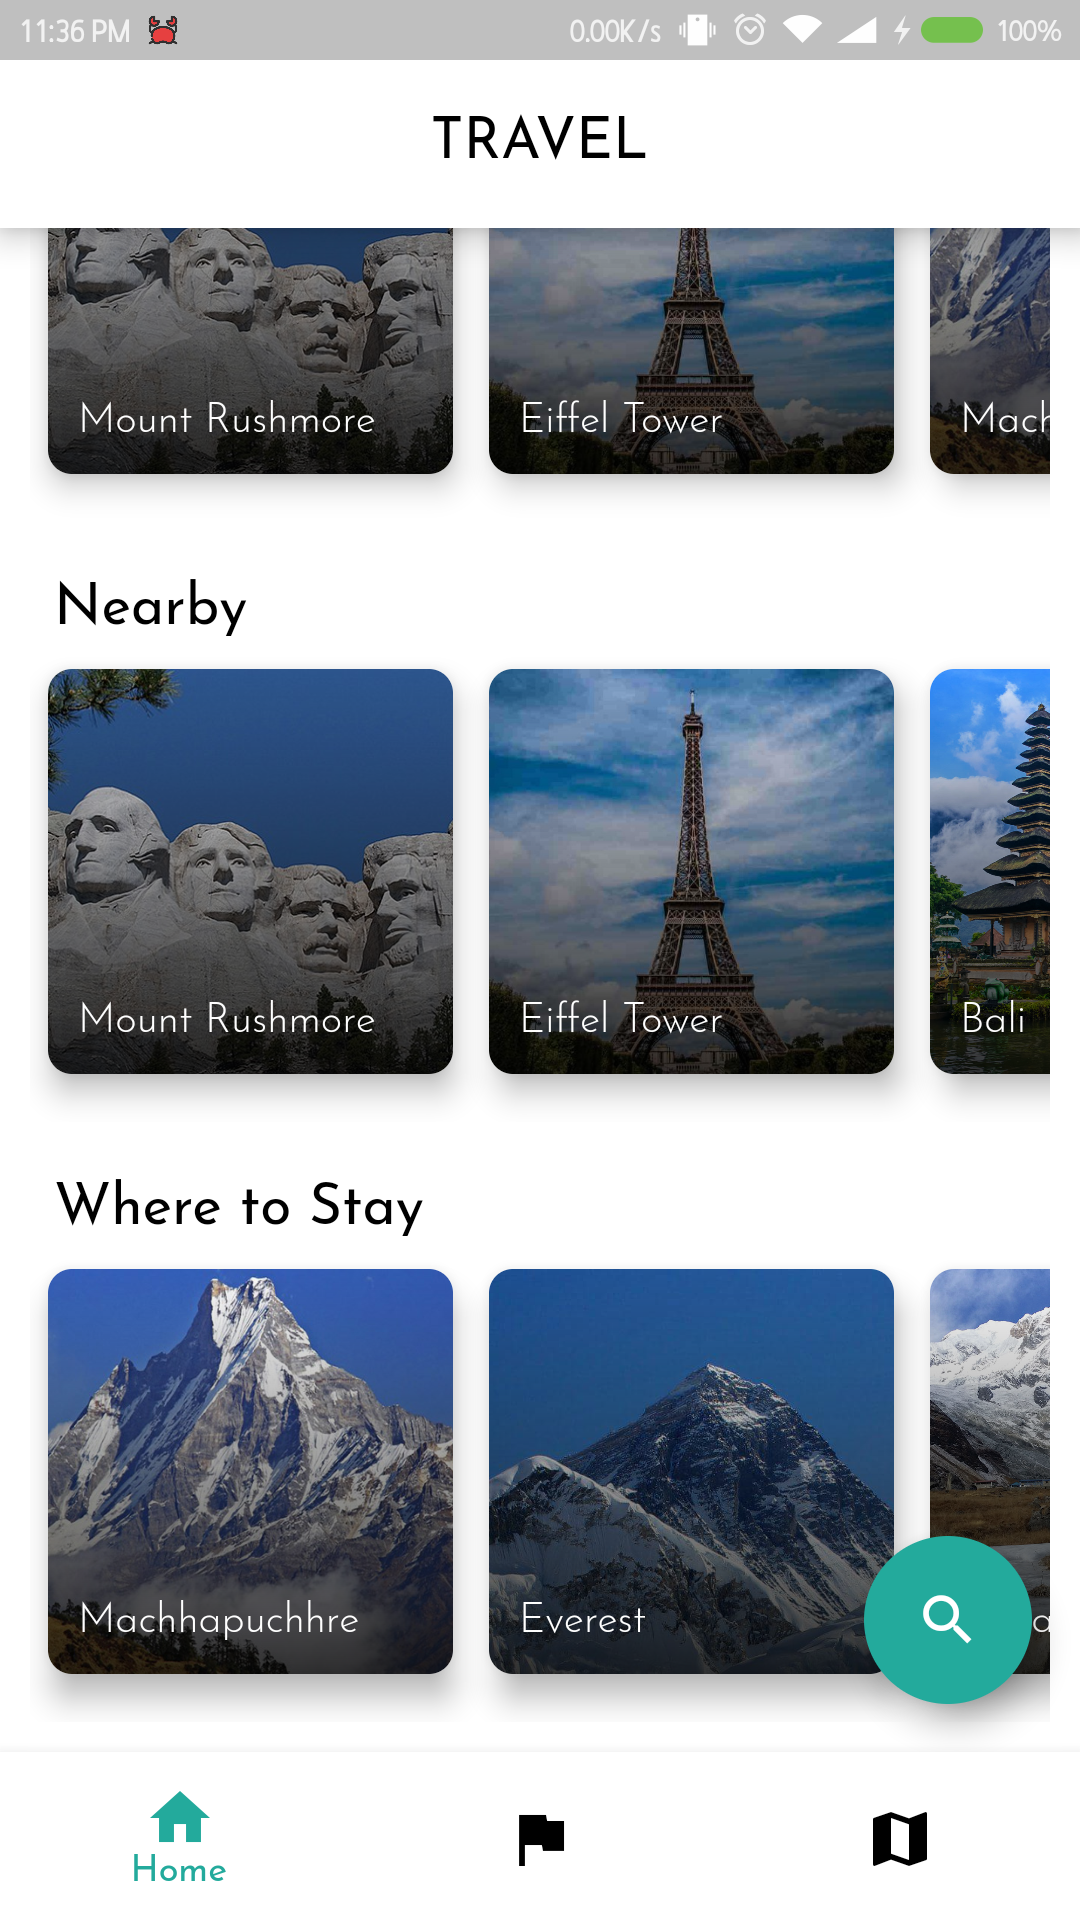 11:36 PM 0.00K/s 100%
TRAVEL
Mount Rushmore Eiffel Tower Mach
Nearby
Mount Rushmore Eiffel Tower Bali
Where to Stay
Machhapuchhre Everest
Home